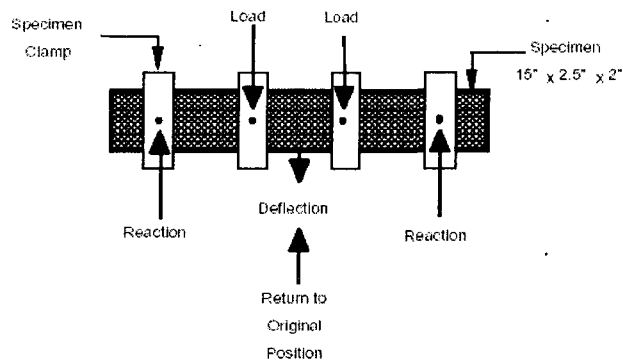 Specimen
Clamp
Load
Load
Specimen
15" x 2.5" x 2"
Reaction
Deflection
Reaction
Return to
Original
Position